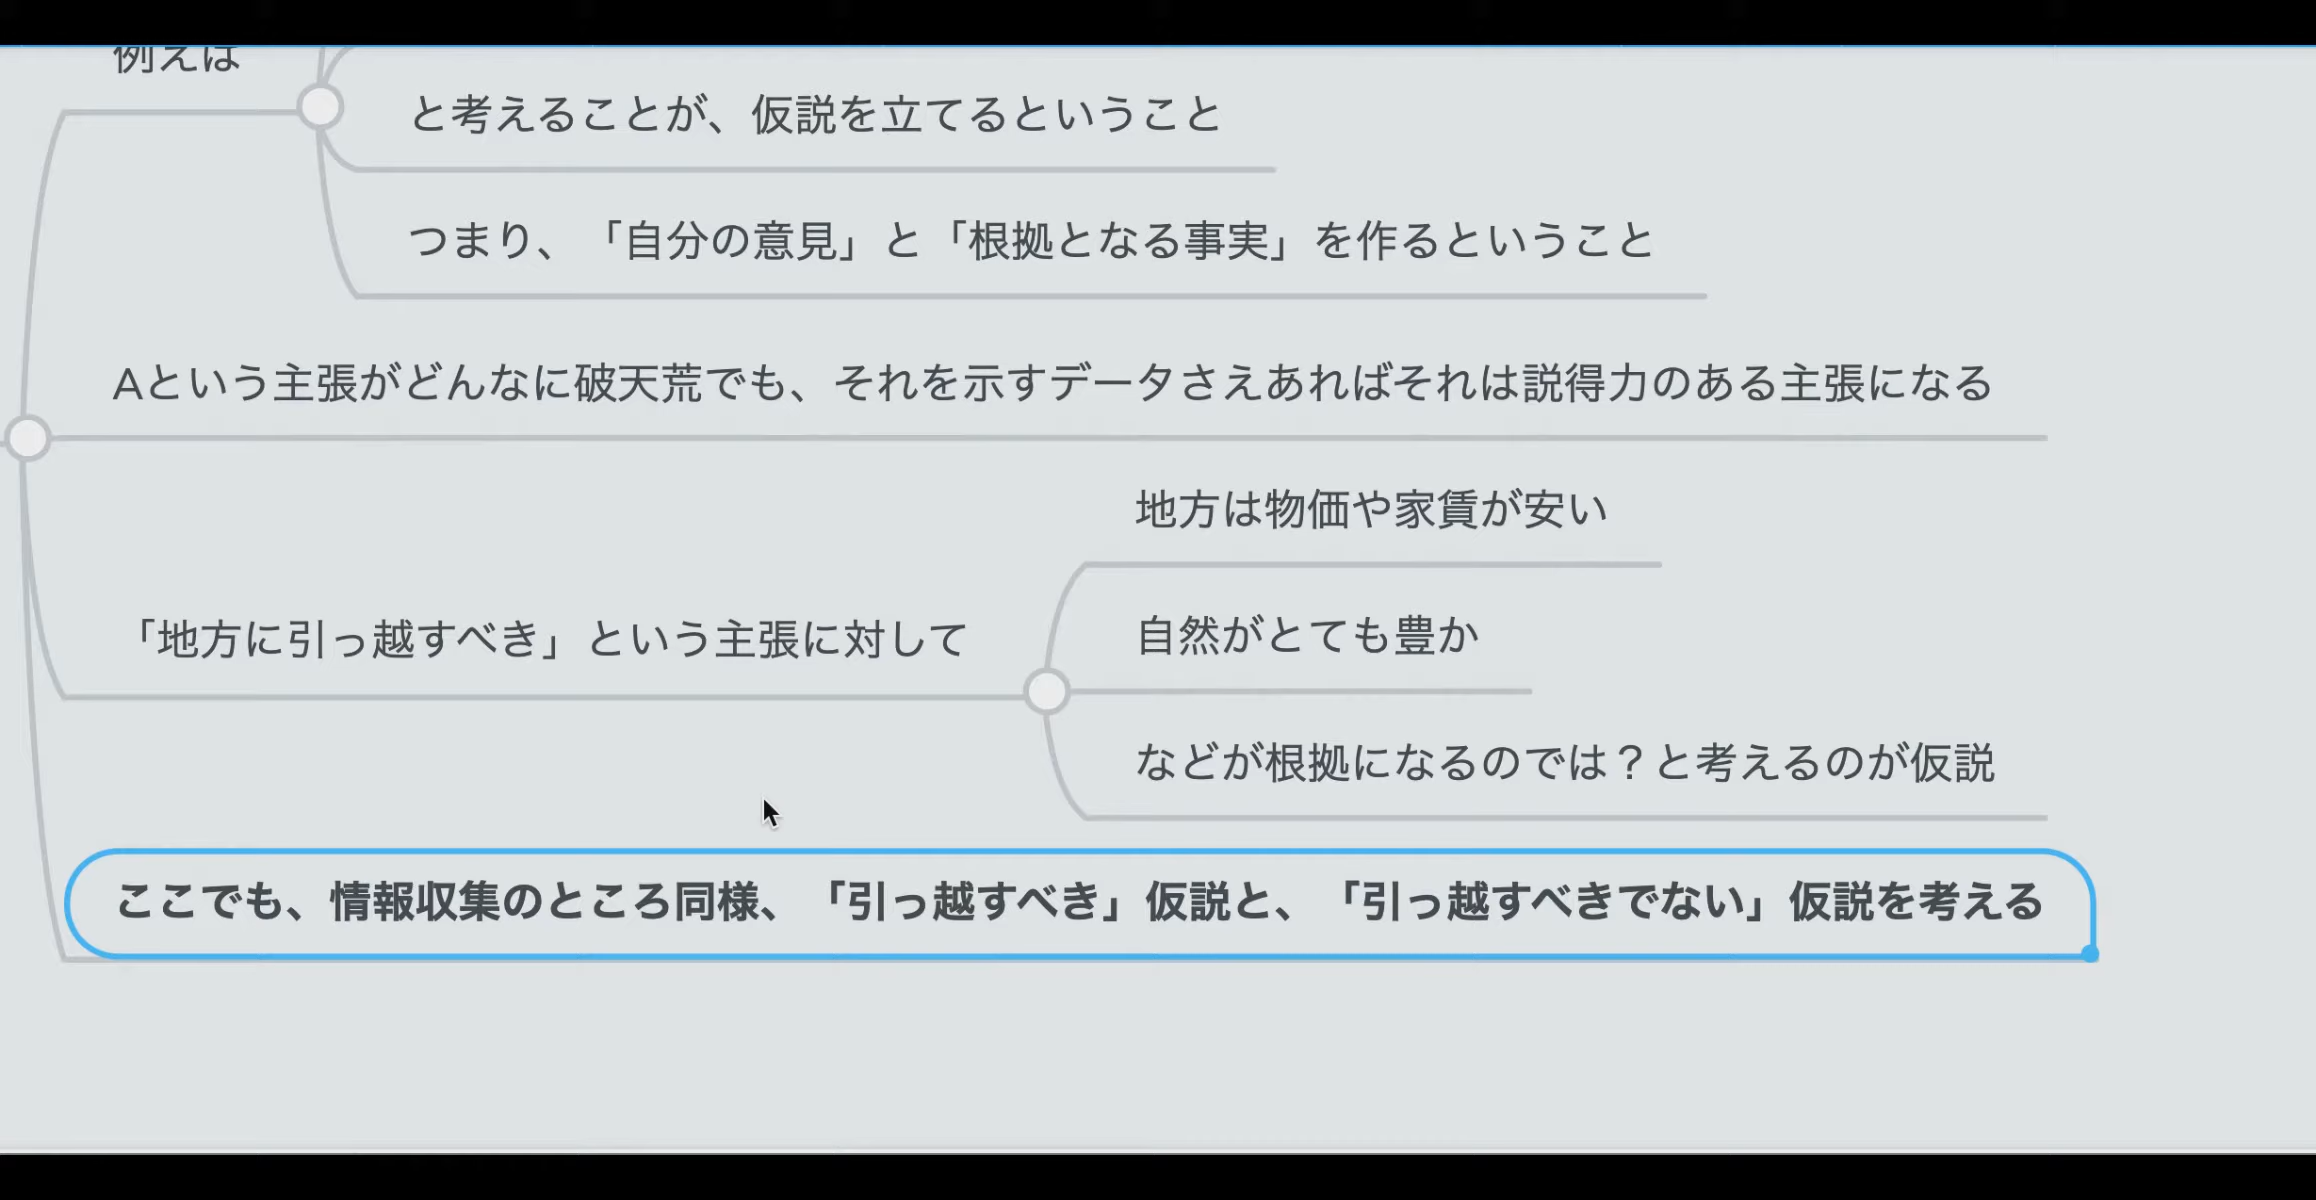 例えば
と考えることが、仮説を立てるということ
つまり、「自分の意見」と「根拠となる事実」を作るということ
Aという主張がどんなに破天荒でも、それを示すデータさえあればそれは説得力のある主張になる
地方は物価や家賃が安い
「地方に引っ越すべき」という主張に対して
自然がとても豊か
などが根拠になるのでは？と考えるのが仮説
ここでも、情報収集のところ同様、「引っ越すべき」仮説と、「引っ越すべきでない」仮説を考える